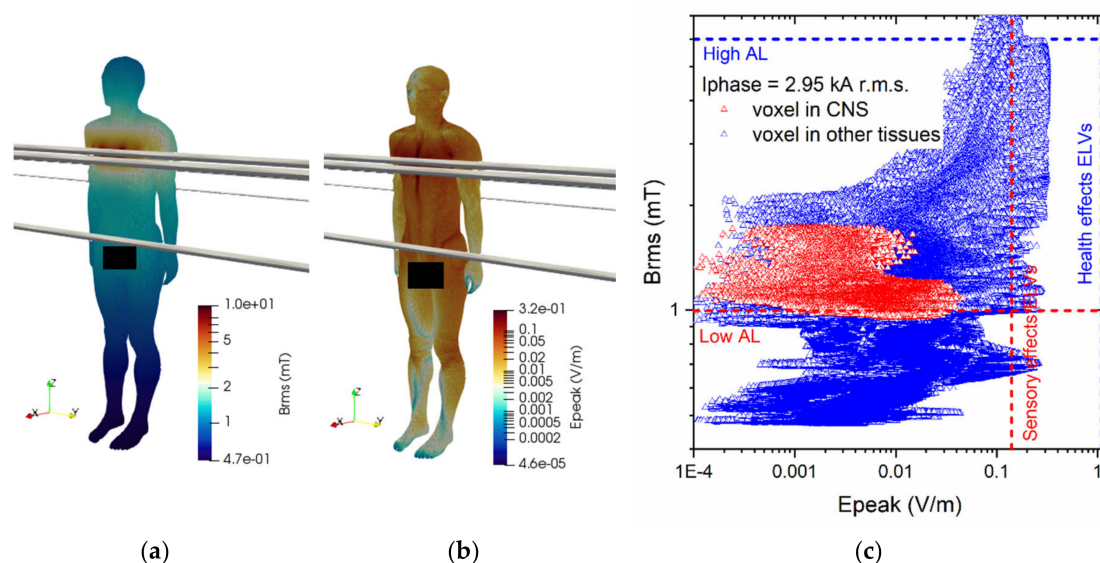 1.0e+01
5
2
1
4.7e-01
Brms (mT)
Z
X
Y
(a)
3.2e-01
0.1
0.05
0.02
0.01
0.005
0.002
0.001
0.0005
0.0002
4.6e-05
Epeak (V/m)
Z
X
Y
(b)
High AL
Iphase = 2.95 kA r.m.s.
voxel in CNS
voxel in other tissues
Low AL
Sensory effects ELVs
Health effects ELVs
Brms (mT)
1
1E-4
0.001
0.01
0.1
1
Epeak (V/m)
(c)